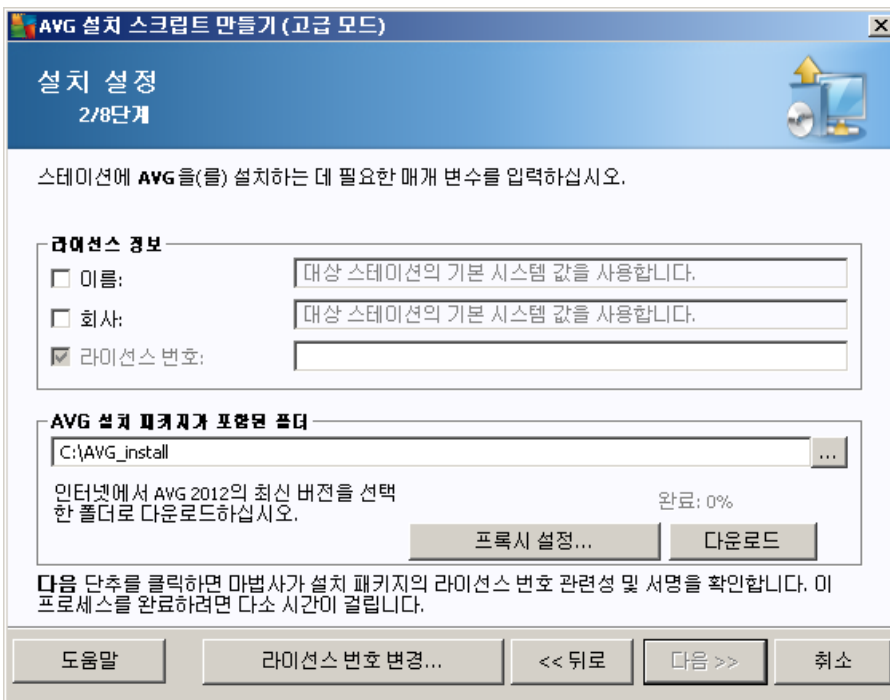 AVG 설치 스크립트 만들기 (고급 모드)
설치 설정
2/8단계
스테이션에 AVG을(를) 설치하는 데 필요한 매개 변수를 입력하십시오.
라이선스 정보
이름:
대상 스테이션의 기본 시스템 값을 사용합니다.
회사:
대상 스테이션의 기본 시스템 값을 사용합니다.
라이선스 번호:
AVG 설치 패키지가 포함된 폴더
C:\AVG_install
...
인터넷에서 AVG 2012의 최신 버전을 선택
한 폴더로 다운로드하십시오.
완료: 0%
프록시 설정...
다운로드
다음 단추를 클릭하면 마법사가 설치 패키지의 라이선스 번호 관련성 및 서명을 확인합니다. 이
프로세스를 완료하려면 다소 시간이 걸립니다.
도움말
라이선스 번호 변경...
<< 뒤로
다음 >>
취소